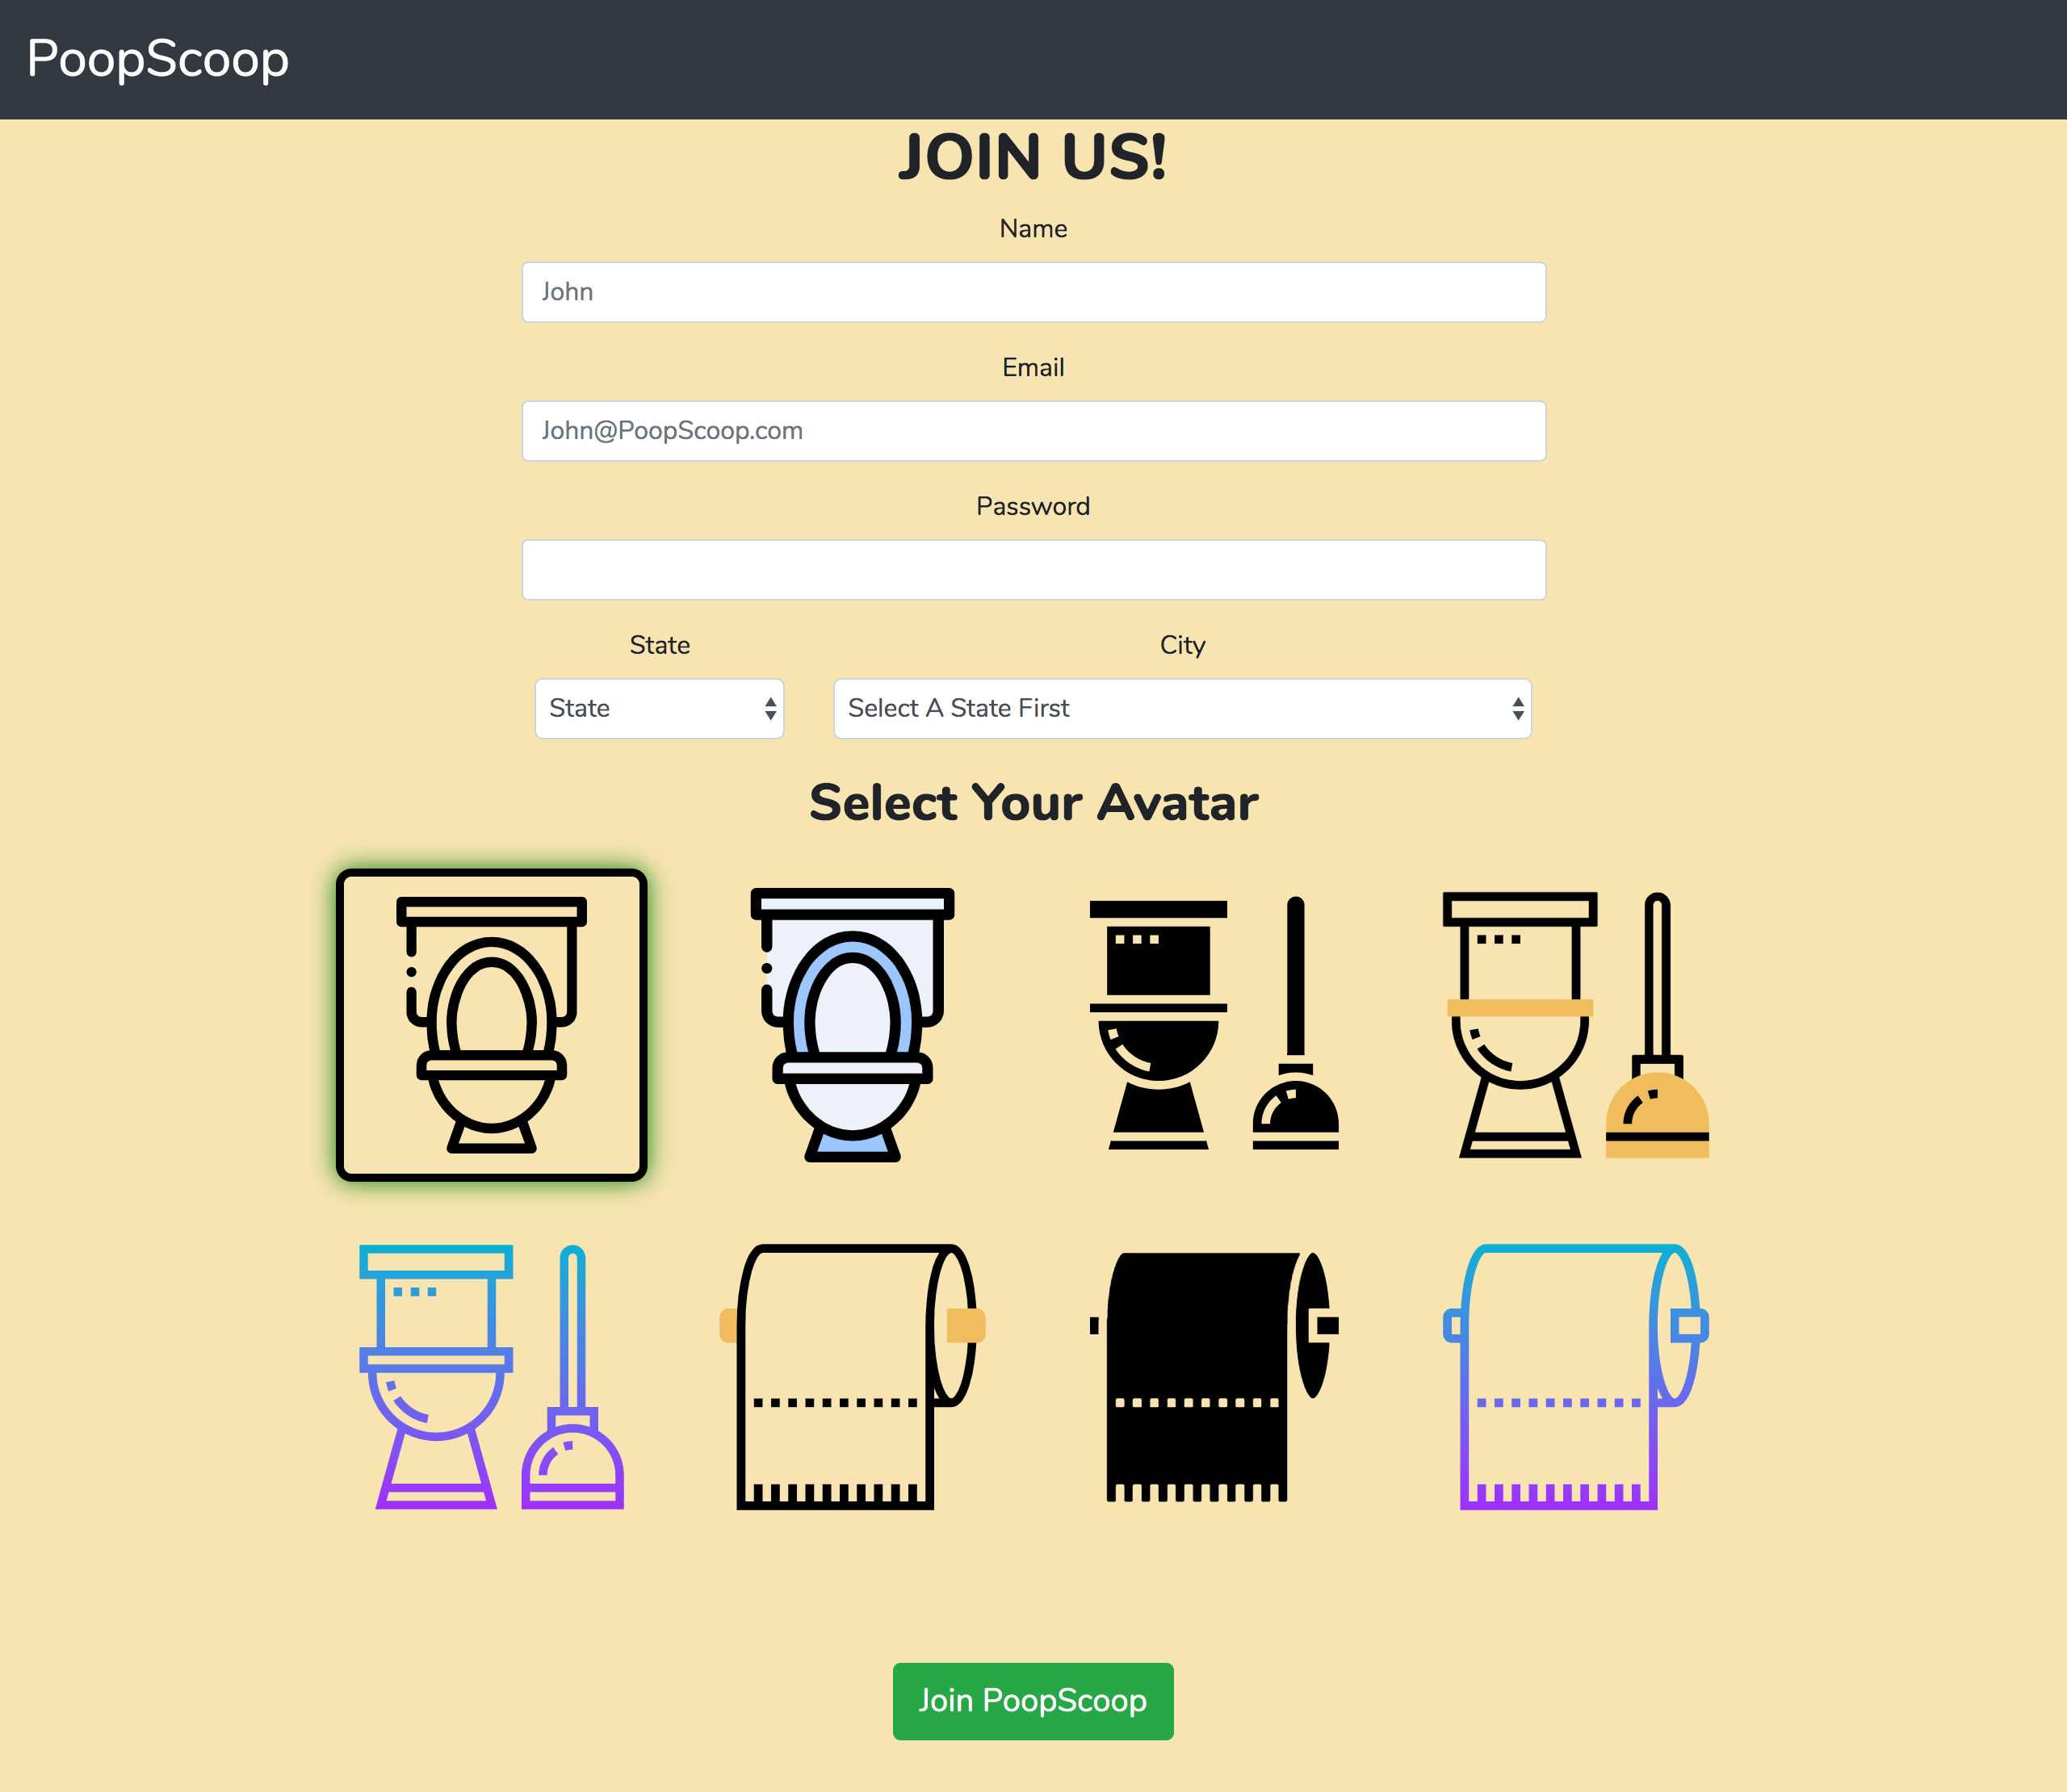 PoopScoop
JOIN US!
Name
John
Email
John@PoopScoop.com
Password
State City
State Select A State First
Select Your Avatar
Join PoopScoop